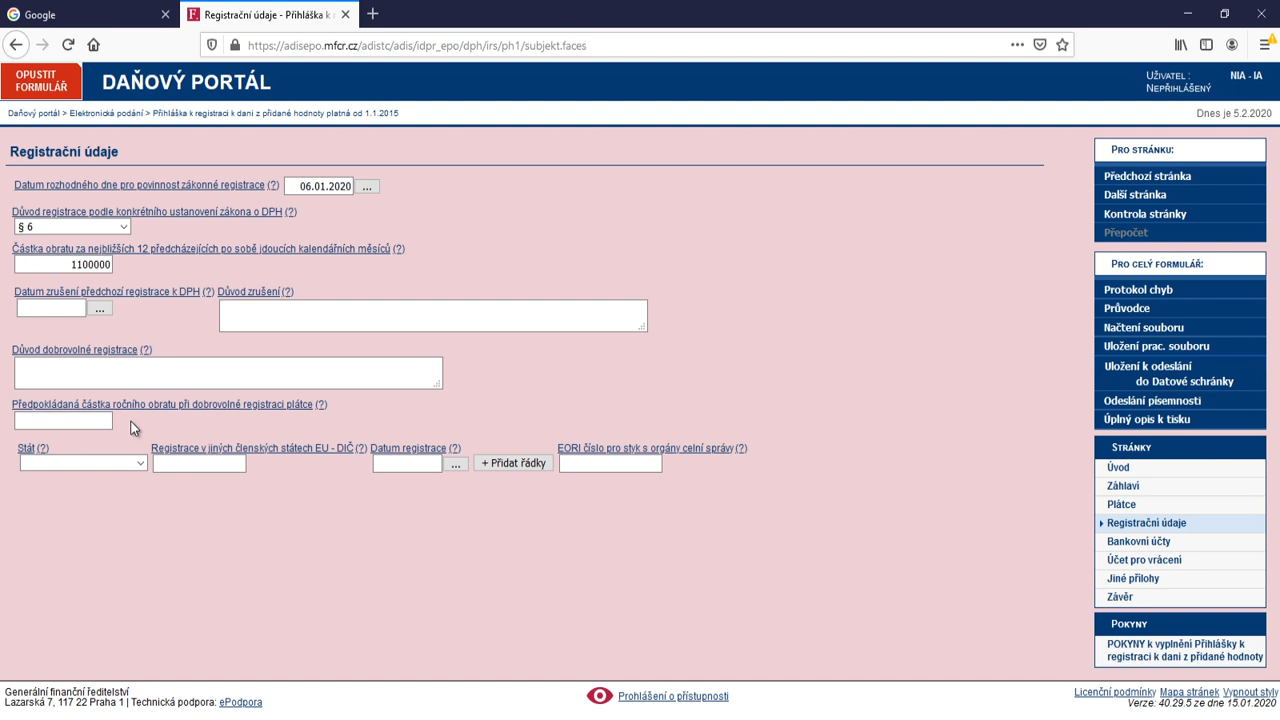 Google
Registrační údaje - Přihláška k
https://adisepo.mfcr.cz/adistc/adis/idpr_epo/dph/irs/ph1/subjekt.faces
OPUSTIT
FORMULÁŘ
DAŇOVÝ PORTÁL
UŽIVATEL :
NEPŘIHLÁŠENÝ
NIA - IA
Daňový portál > Elektronická podání > Přihláška k registraci k dani z přidané hodnoty platná od 1.1.2015
Dnes je 5.2.2020
Registrační údaje
Datum rozhodného dne pro povinnost zákonné registrace (?) 06.01.2020 ...
Důvod registrace podle konkrétního ustanovení zákona o DPH (?)
§ 6
Částka obratu za nejbližších 12 předcházejících po sobě jdoucích kalendářních měsíců (?)
1100000
Datum zrušení předchozí registrace k DPH (?) Důvod zrušení (?)
...
Důvod dobrovolné registrace (?)
Předpokládaná částka ročního obratu při dobrovolné registraci plátce (?)
Stát (?) Registrace v jiných členských státech EU - DIČ (?) Datum registrace (?) EORI číslo pro styk s orgány celní správy (?)
... + Přidat řádky
PRO STRÁNKU:
Předchozí stránka
Další stránka
Kontrola stránky
Přepočet
PRO CELÝ FORMULÁŘ:
Protokol chyb
Průvodce
Načtení souboru
Uložení prac. souboru
Uložení k odeslání
do Datové schránky
Odeslání písemnosti
Úplný opis k tisku
STRÁNKY
Úvod
Záhlaví
Plátce
Registrační údaje
Bankovní účty
Účet pro vrácení
Jiné přílohy
Závěr
POKYNY
POKYNY k vyplnění Přihlášky k
registraci k dani z přidané hodnoty
Generální finanční ředitelství
Lazarská 7, 117 22 Praha 1 | Technická podpora: ePodpora
Prohlášení o přístupnosti
Licenční podmínky Mapa stránek Vypnout styly
Verze: 40.29.5 ze dne 15.01.2020